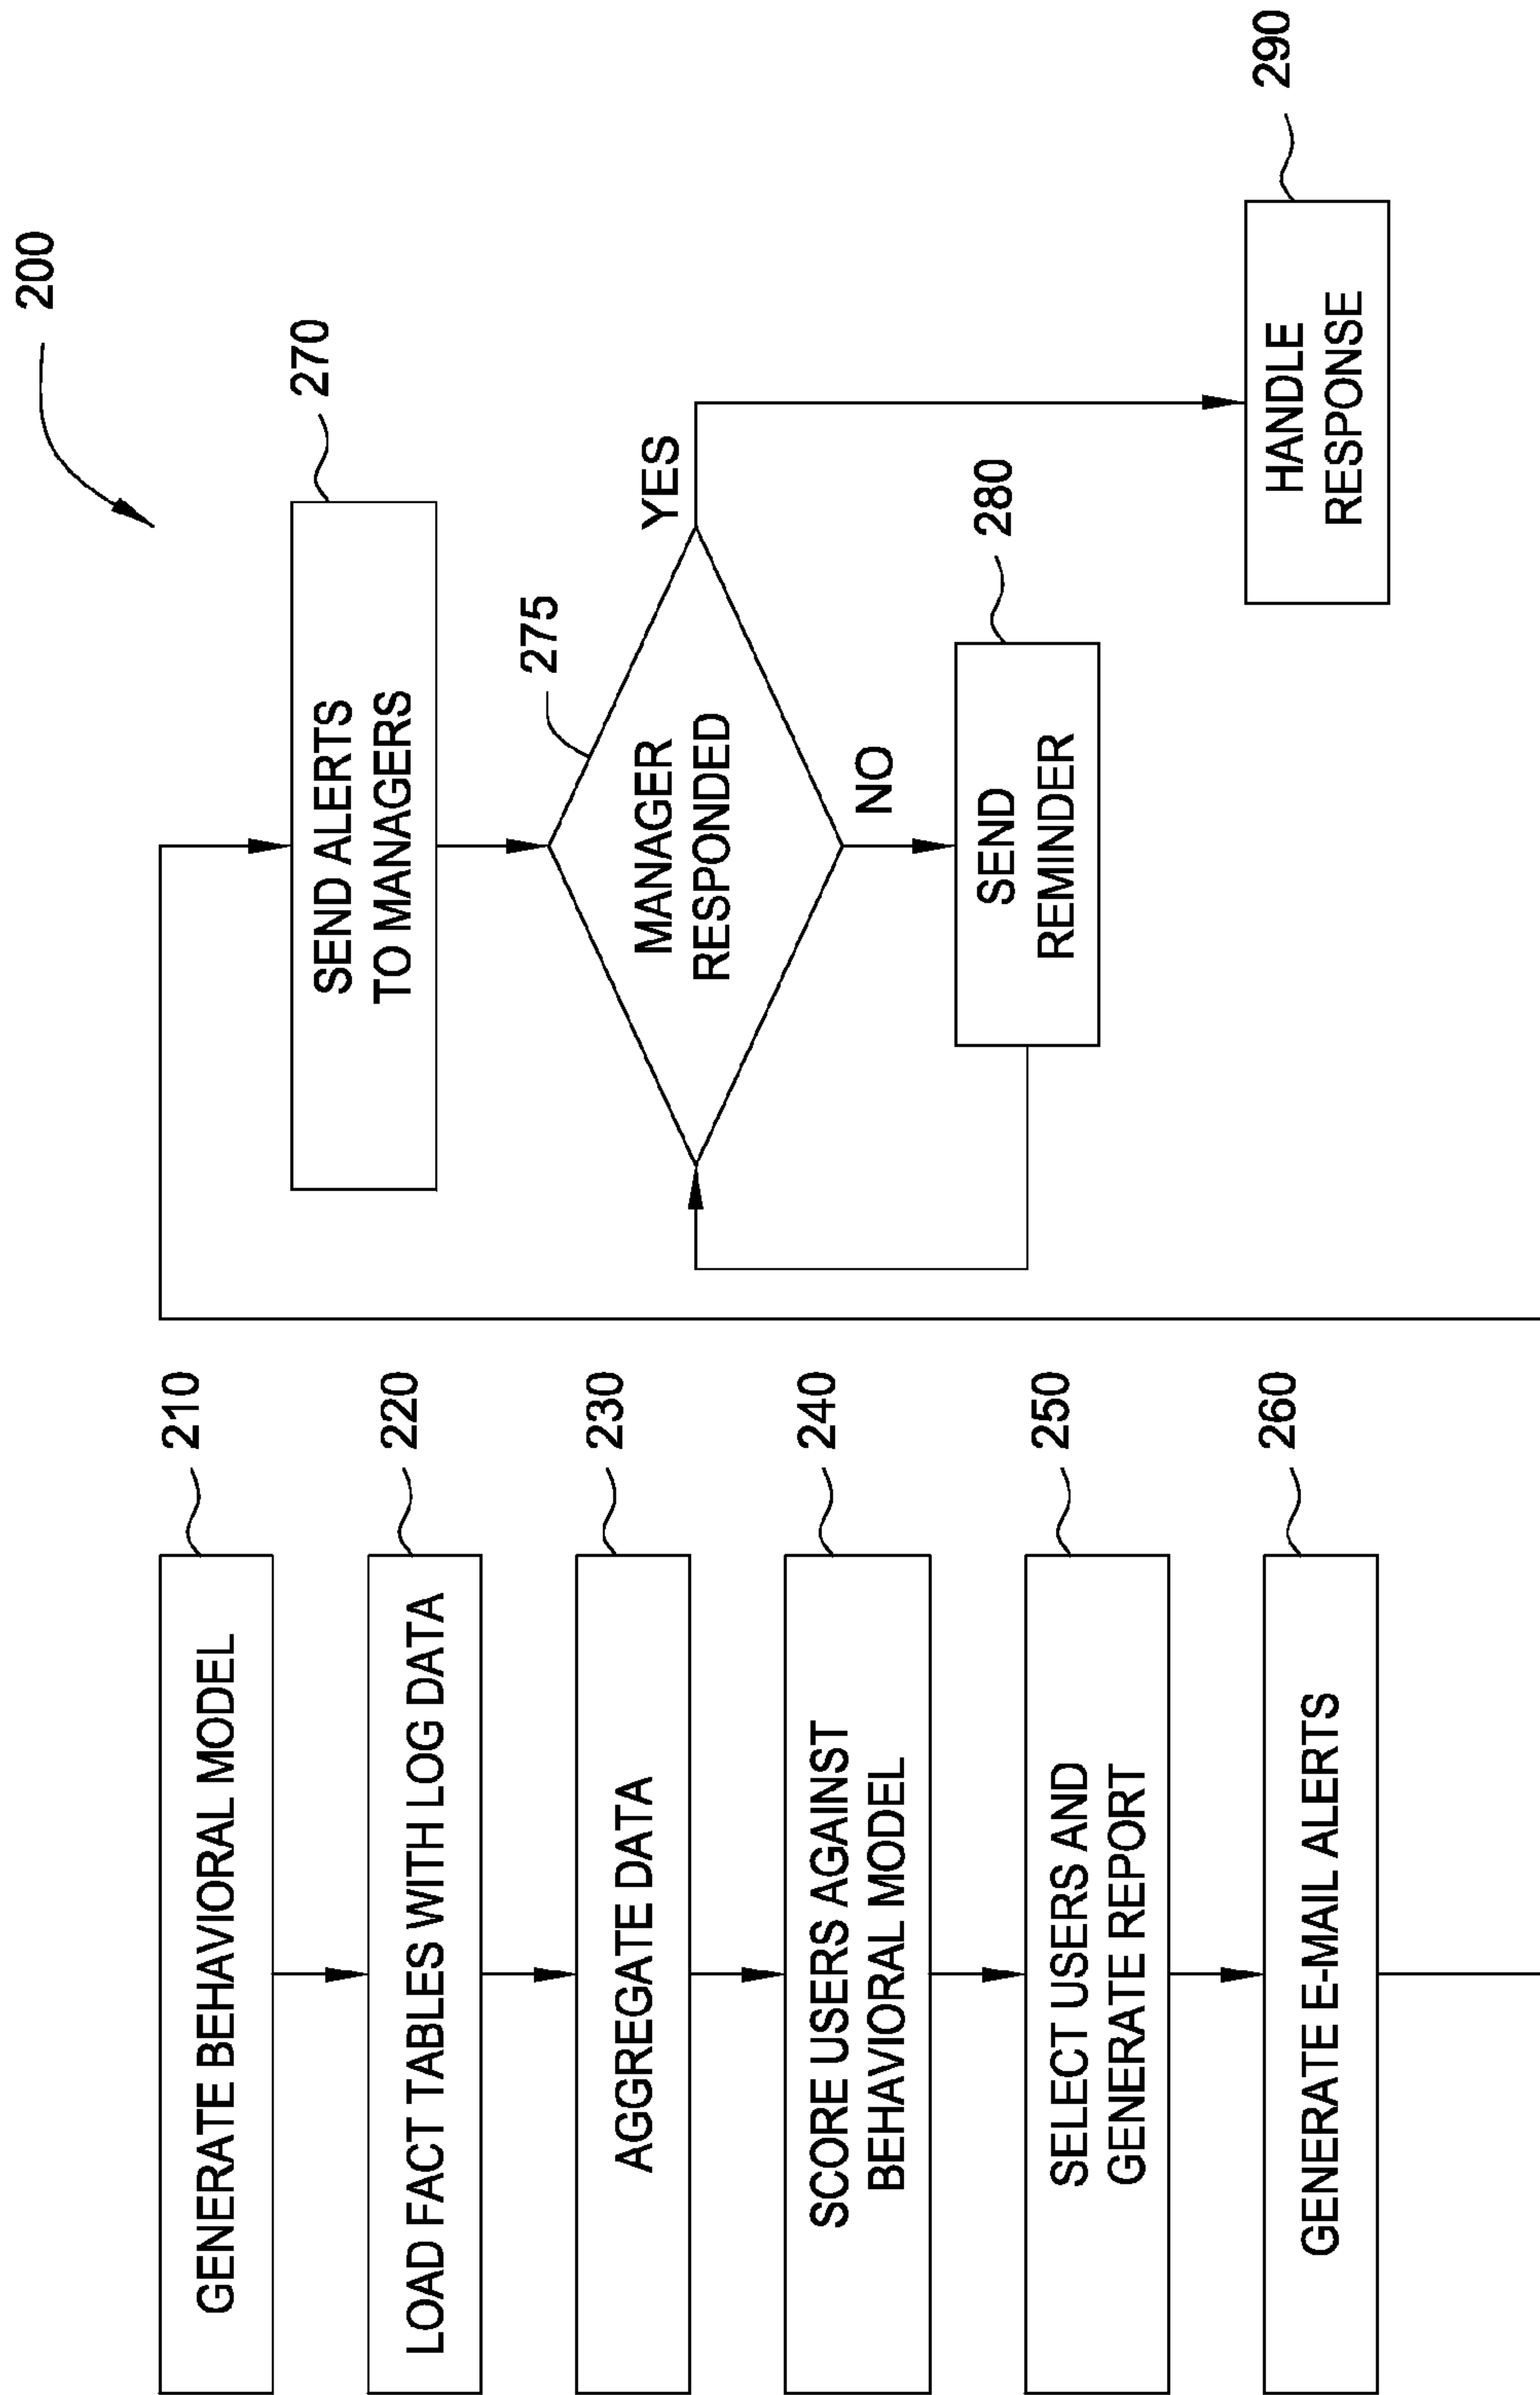 200
GENERATE BEHAVIORAL MODEL
210
LOAD FACT TABLES WITH LOG DATA
220
AGGREGATE DATA
230
SCORE USERS AGAINST
BEHAVIORAL MODEL
240
SELECT USERS AND
GENERATE REPORT
250
GENERATE E-MAIL ALERTS
260
SEND ALERTS
TO MANAGERS
270
MANAGER
RESPONDED
275
YES
NO
SEND
REMINDER
280
HANDLE
RESPONSE
290